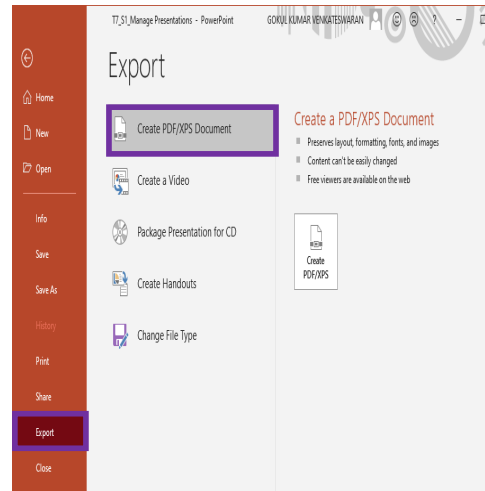 T7_S1_Manage Presentations - PowerPoint
GOKUL KUMAR VENKATESWARAN
?
Export
Home
New
Open
Info
Save
Save As
History
Print
Share
Export
Close
Create PDF/XPS Document
Create a Video
Package Presentation for CD
Create Handouts
Change File Type
Create a PDF/XPS Document
Preserves layout, formatting, fonts, and images
Content can't be easily changed
Free viewers are available on the web
Create
PDF/XPS